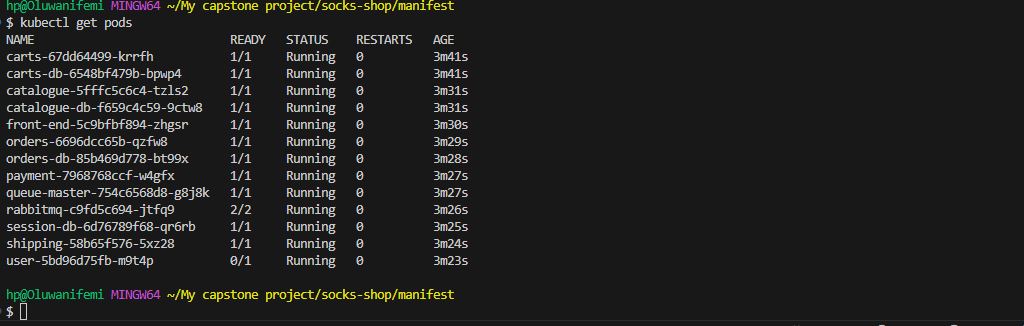 hp@Oluwanifemi MINGW64 ~/My capstone project/socks-shop/manifest
$ kubectl get pods
NAME READY STATUS RESTARTS AGE
carts-67dd64499-krrfh 1/1 Running 0 3m41s
carts-db-6548bf479b-bpwp4 1/1 Running 0 3m41s
catalogue-5fffc5c6c4-tzls2 1/1 Running 0 3m31s
catalogue-db-f659c4c59-9ctw8 1/1 Running 0 3m31s
front-end-5c9bfbf894-zhgsr 1/1 Running 0 3m30s
orders-6696dcc65b-qzfw8 1/1 Running 0 3m29s
orders-db-85b469d778-bt99x 1/1 Running 0 3m28s
payment-7968768ccf-w4gfx 1/1 Running 0 3m27s
queue-master-754c6568d8-g8j8k 1/1 Running 0 3m27s
rabbitmq-c9fd5c694-jtfq9 2/2 Running 0 3m26s
session-db-6d76789f68-qr6rb 1/1 Running 0 3m25s
shipping-58b65f576-5xz28 1/1 Running 0 3m24s
user-5bd96d75fb-m9t4p 0/1 Running 0 3m23s
hp@Oluwanifemi MINGW64 ~/My capstone project/socks-shop/manifest
$